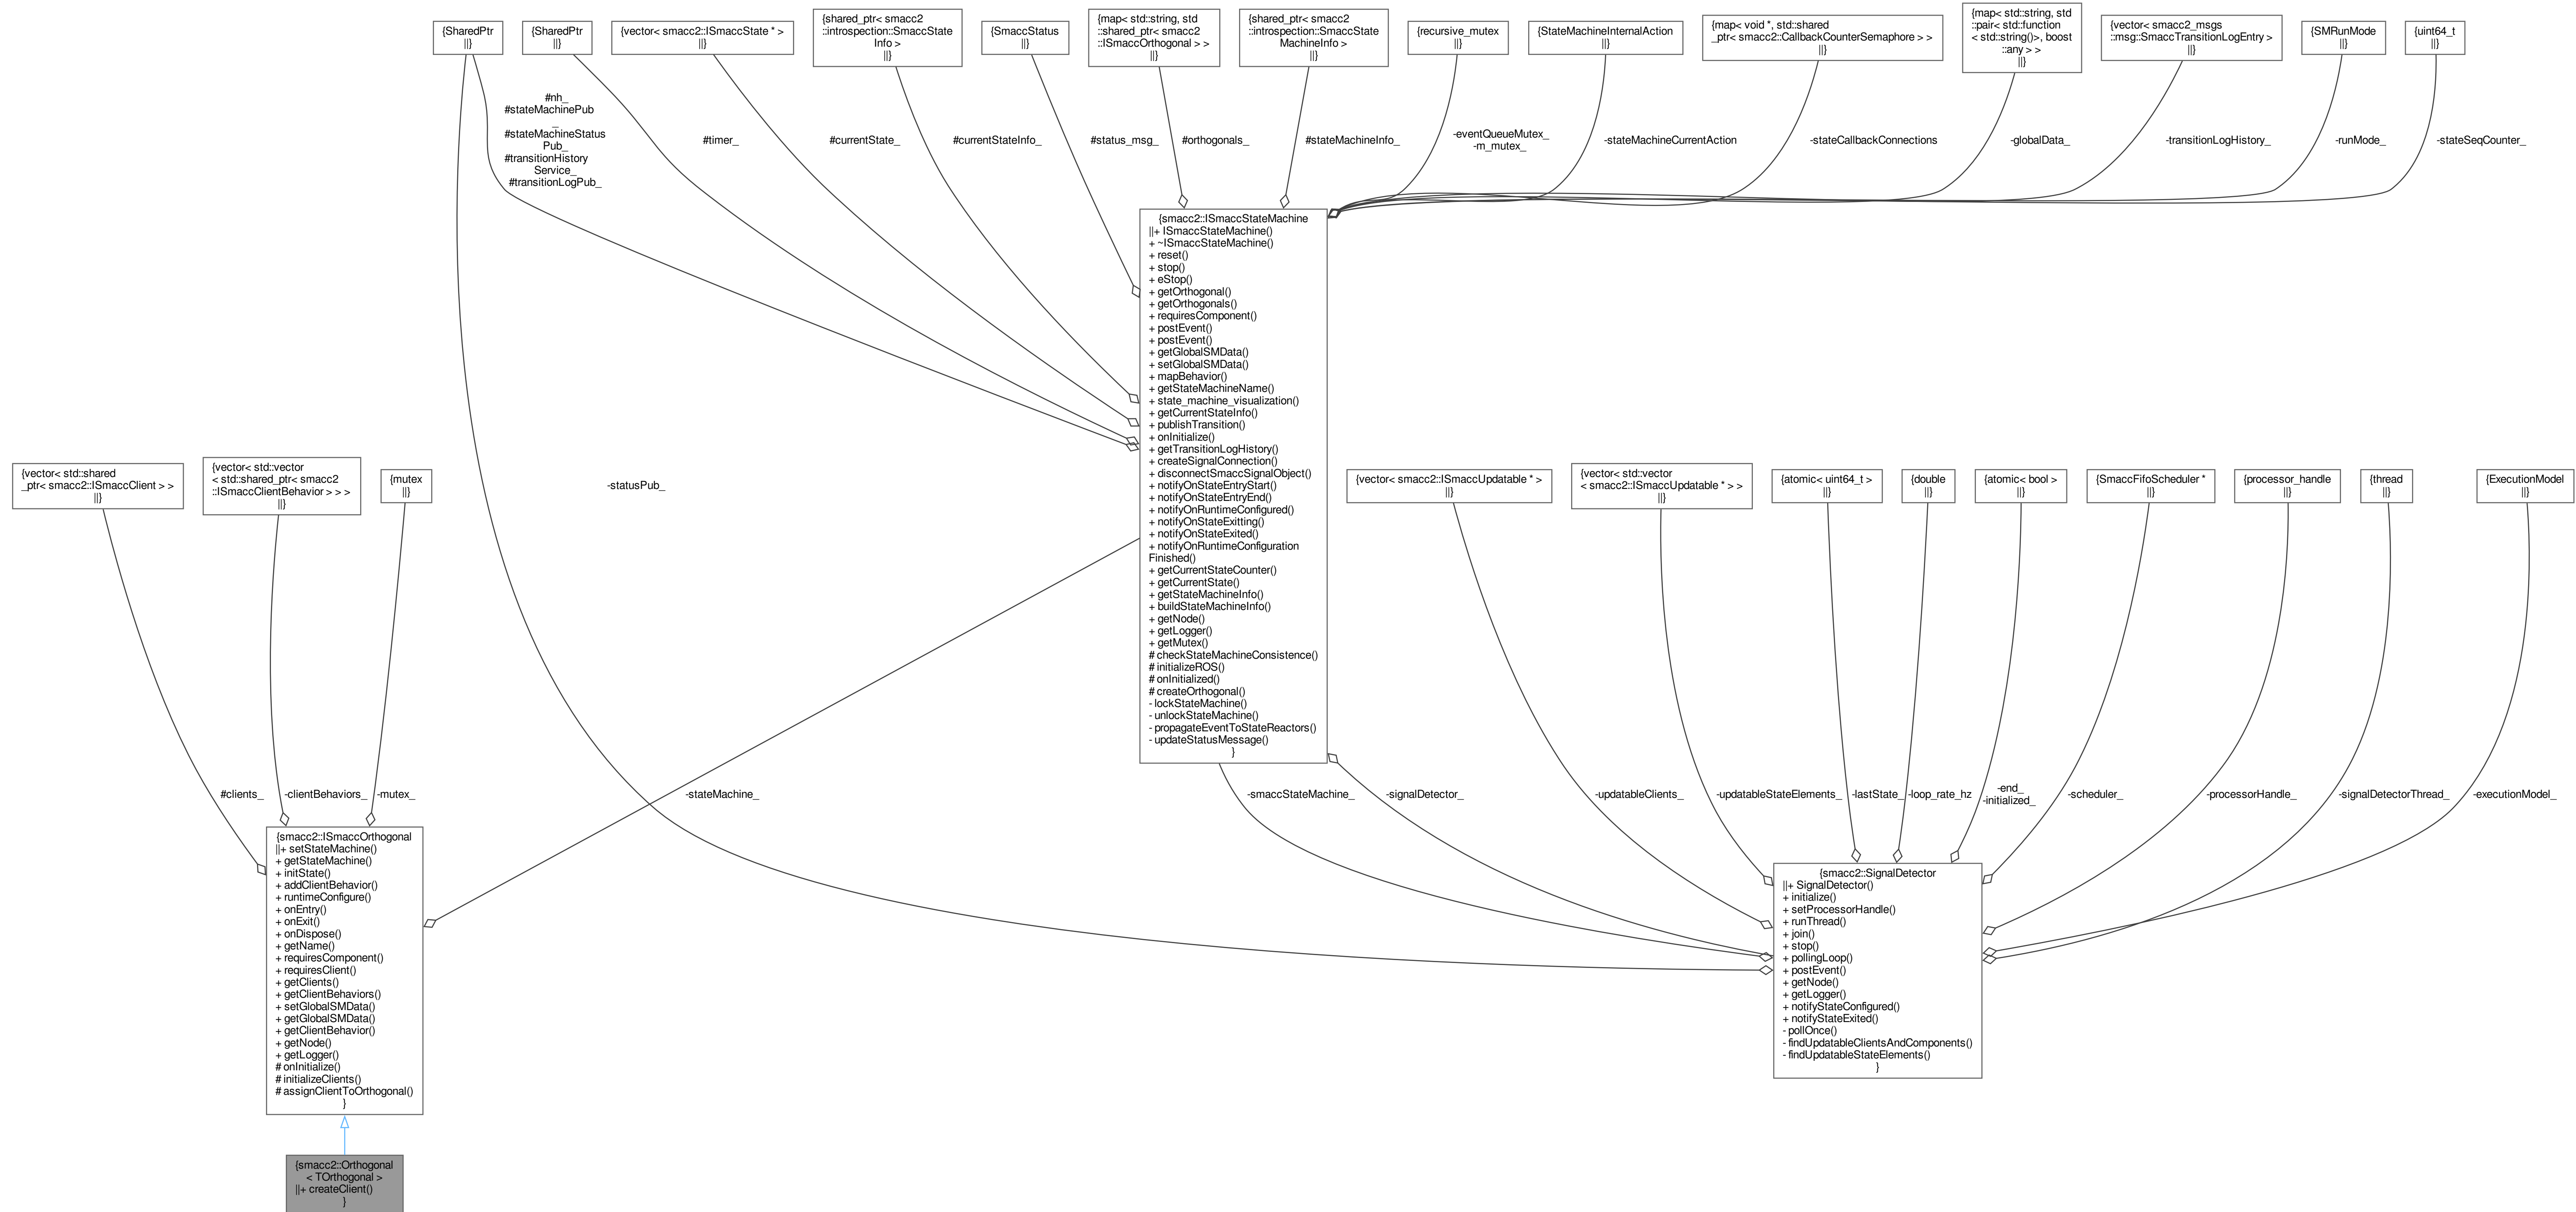 {SharedPtr
||}
{SharedPtr
||}
{vector< smacc2::ISmaccState * >
||}
{shared_ptr< smacc2
::introspection::SmaccState
Info >
||}
{SmaccStatus
||}
{map< std::string, std
::shared_ptr< smacc2
::ISmaccOrthogonal > >
||}
{shared_ptr< smacc2
::introspection::SmaccState
MachineInfo >
||}
{recursive_mutex
||}
{StateMachineInternalAction
||}
{map< void *, std::shared
_ptr< smacc2::CallbackCounterSemaphore > >
||}
{map< std::string, std
::pair< std::function
< std::string()>, boost
::any > >
||}
{vector< smacc2_msgs
::msg::SmaccTransitionLogEntry >
||}
{SMRunMode
||}
{uint64_t
||}
#nh_
#stateMachinePub
_
#stateMachineStatus
Pub_
#transitionHistory
Service_
#transitionLogPub_
#timer_
#currentState_
#currentStateInfo_
#status_msg_
#orthogonals_
#stateMachineInfo_
-eventQueueMutex_
-m_mutex_
-stateMachineCurrentAction
-stateCallbackConnections
-globalData_
-transitionLogHistory_
-runMode_
-stateSeqCounter_
{smacc2::ISmaccStateMachine
||+ ISmaccStateMachine()
+ ~ISmaccStateMachine()
+ reset()
+ stop()
+ eStop()
+ getOrthogonal()
+ getOrthogonals()
+ requiresComponent()
+ postEvent()
+ postEvent()
+ getGlobalSMData()
+ setGlobalSMData()
+ mapBehavior()
+ getStateMachineName()
+ state_machine_visualization()
+ getCurrentStateInfo()
+ publishTransition()
+ onInitialize()
+ getTransitionLogHistory()
+ createSignalConnection()
+ disconnectSmaccSignalObject()
+ notifyOnStateEntryStart()
+ notifyOnStateEntryEnd()
+ notifyOnRuntimeConfigured()
+ notifyOnStateExitting()
+ notifyOnStateExited()
+ notifyOnRuntimeConfiguration
Finished()
+ getCurrentStateCounter()
+ getCurrentState()
+ getStateMachineInfo()
+ buildStateMachineInfo()
+ getNode()
+ getLogger()
+ getMutex()
# checkStateMachineConsistence()
# initializeROS()
# onInitialized()
# createOrthogonal()
- lockStateMachine()
- unlockStateMachine()
- propagateEventToStateReactors()
- updateStatusMessage()
}
{vector< std::shared
_ptr< smacc2::ISmaccClient > >
||}
{vector< std::vector
< std::shared_ptr< smacc2
::ISmaccClientBehavior > > >
||}
{mutex
||}
-statusPub_
{vector< smacc2::ISmaccUpdatable * >
||}
{vector< std::vector
< smacc2::ISmaccUpdatable * > >
||}
{atomic< uint64_t >
||}
{double
||}
{atomic< bool >
||}
{SmaccFifoScheduler *
||}
{processor_handle
||}
{thread
||}
{ExecutionModel
||}
#clients_
-clientBehaviors_
-mutex_
-stateMachine_
-smaccStateMachine_
-signalDetector_
-updatableClients_
-updatableStateElements_
-lastState_
-loop_rate_hz
-end_
-initialized_
-scheduler_
-processorHandle_
-signalDetectorThread_
-executionModel_
{smacc2::ISmaccOrthogonal
||+ setStateMachine()
+ getStateMachine()
+ initState()
+ addClientBehavior()
+ runtimeConfigure()
+ onEntry()
+ onExit()
+ onDispose()
+ getName()
+ requiresComponent()
+ requiresClient()
+ getClients()
+ getClientBehaviors()
+ setGlobalSMData()
+ getGlobalSMData()
+ getClientBehavior()
+ getNode()
+ getLogger()
# onInitialize()
# initializeClients()
# assignClientToOrthogonal()
}
{smacc2::SignalDetector
||+ SignalDetector()
+ initialize()
+ setProcessorHandle()
+ runThread()
+ join()
+ stop()
+ pollingLoop()
+ postEvent()
+ getNode()
+ getLogger()
+ notifyStateConfigured()
+ notifyStateExited()
- pollOnce()
- findUpdatableClientsAndComponents()
- findUpdatableStateElements()
}
{smacc2::Orthogonal
< TOrthogonal >
||+ createClient()
}